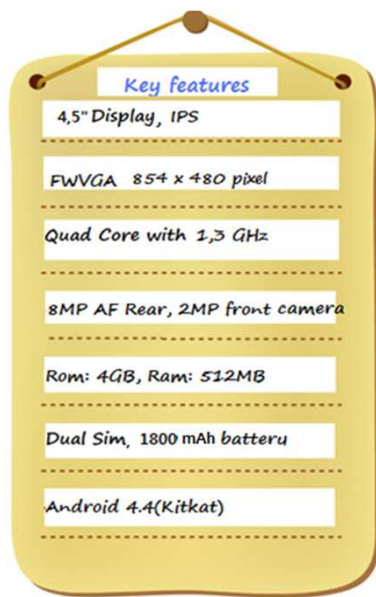 Key features
4,5" Display, IPS
FWVGA 854 x 480 pixel
Quad Core with 1,3 GHz
8MP AF Rear, 2MP front camera
Rom: 4GB, Ram: 512MB
Dual Sim, 1800 mAh batteru
Android 4.4(Kitkat)